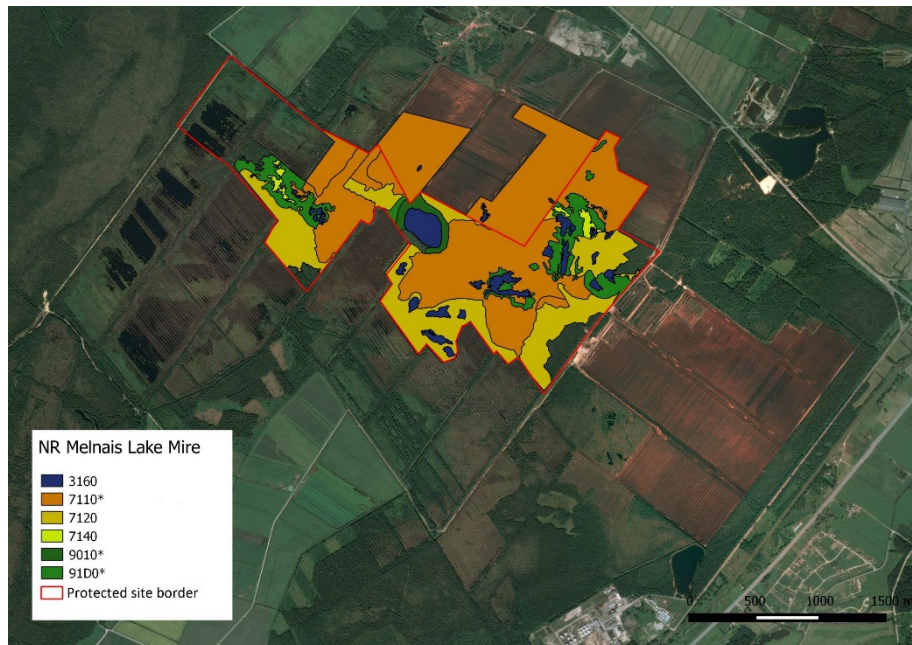 NR Melnais Lake Mire
3160
7110*
7120
7140
9010*
91D0*
Protected site border
0 500 1000 1500 m